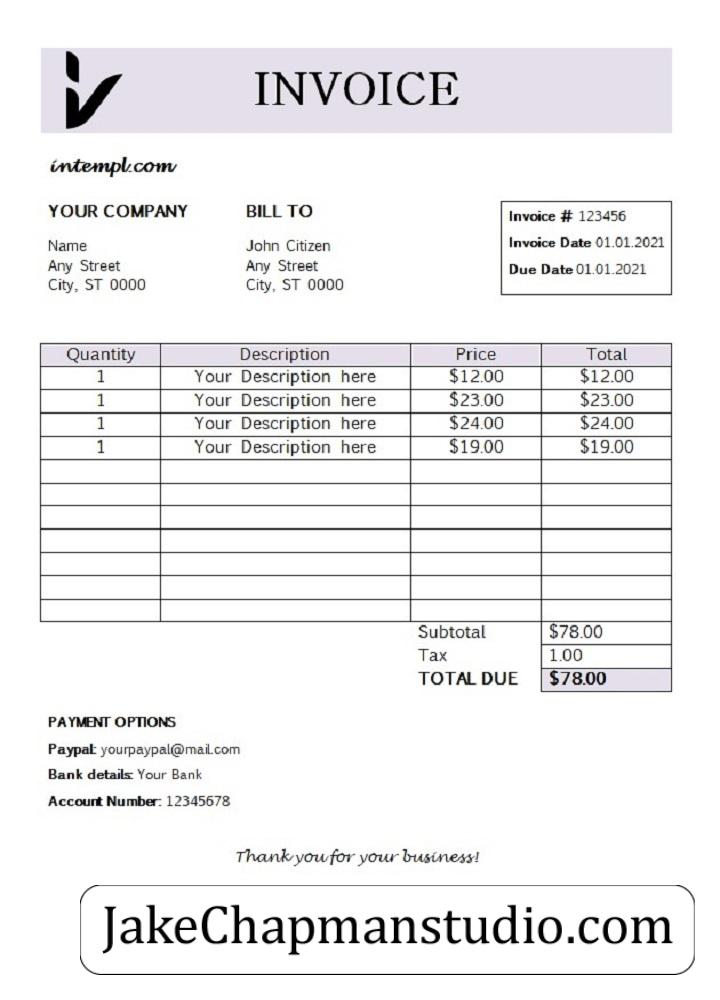 INVOICE
intempl.com
YOUR COMPANY BILL TO
Invoice # 123456
Name John Citizen
Invoice Date 01.01.2021
Any Street Any Street
Due Date 01.01.2021
City, ST 0000 City, ST 0000
Quantity Description Price Total
1 Your Description here $12.00 $12.00
1 Your Description here $23.00 $23.00
1 Your Description here $24.00 $24.00
1 Your Description here $19.00 $19.00
Subtotal $78.00
Tax 1.00
TOTAL DUE $78.00
PAYMENT OPTIONS
Paypal: yourpaypal@mail.com
Bank details: Your Bank
Account Number: 12345678
Thank you for your business!
JakeChapmanstudio.com